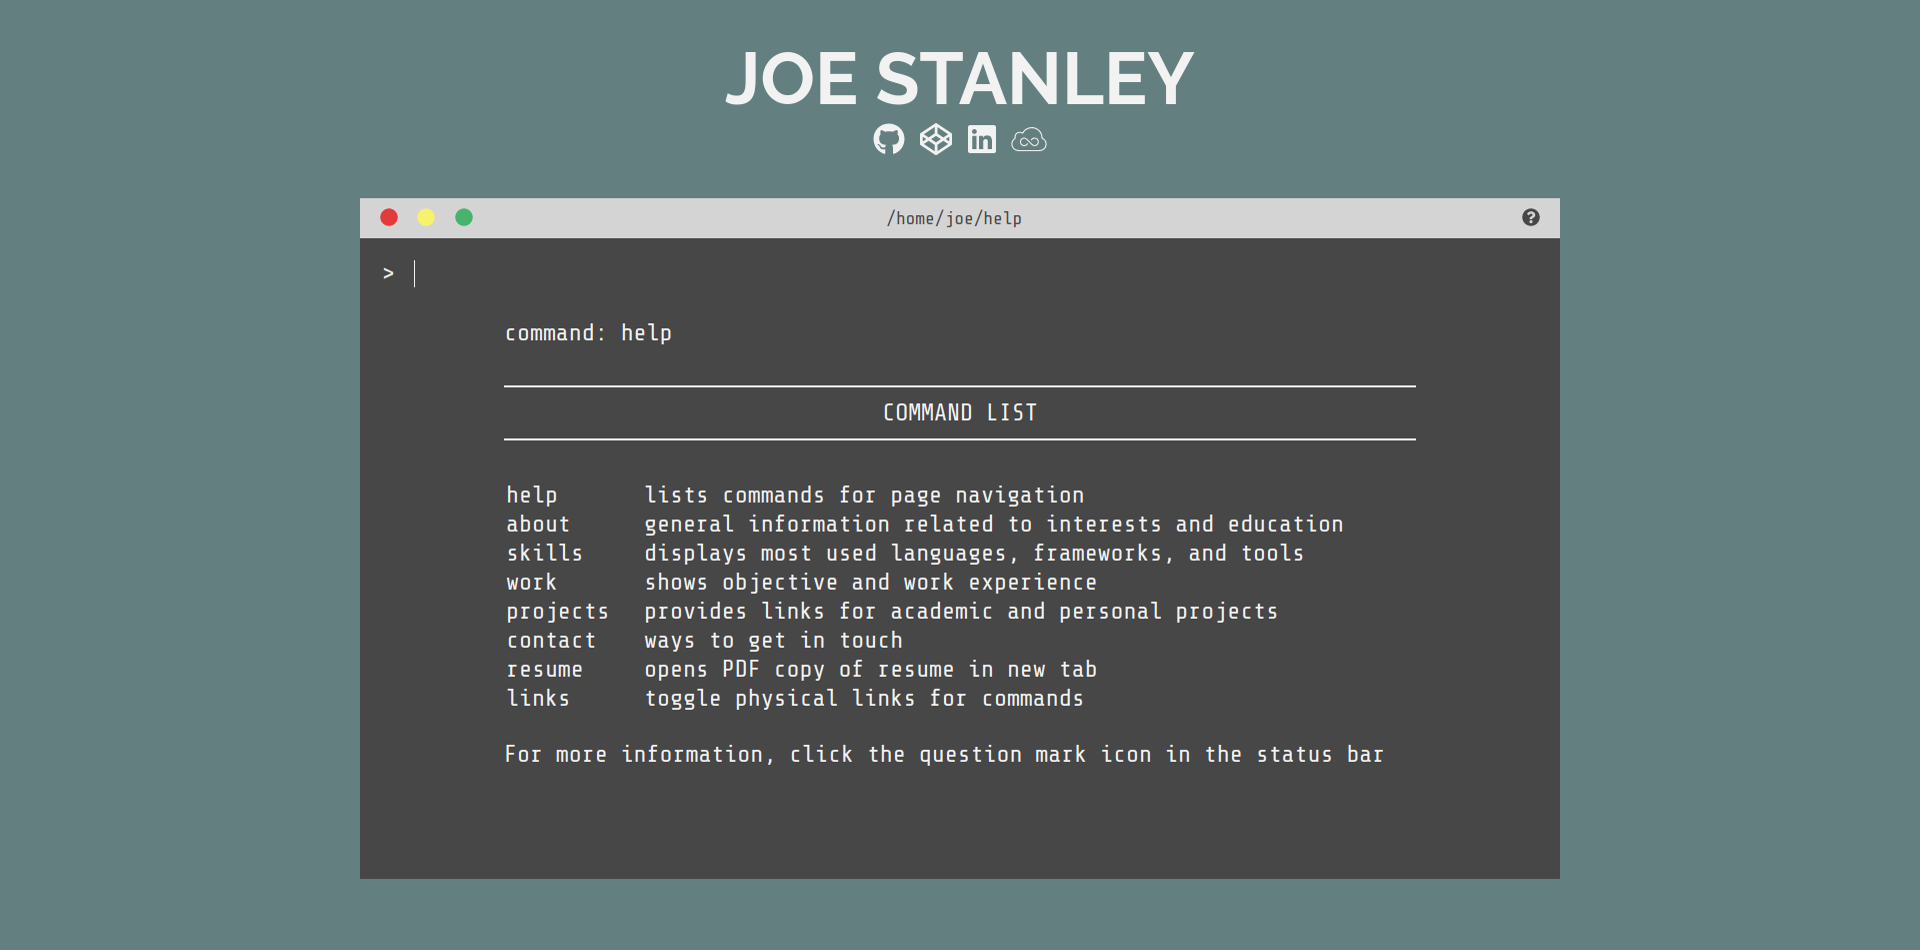 JOE STANLEY
in
/home/joe/help
?
>
command: help
COMMAND LIST
help lists commands for page navigation
about general information related to interests and education
skills displays most used languages, frameworks, and tools
work shows objective and work experience
projects provides links for academic and personal projects
contact ways to get in touch
resume opens PDF copy of resume in new tab
links toggle physical links for commands
For more information, click the question mark icon in the status bar